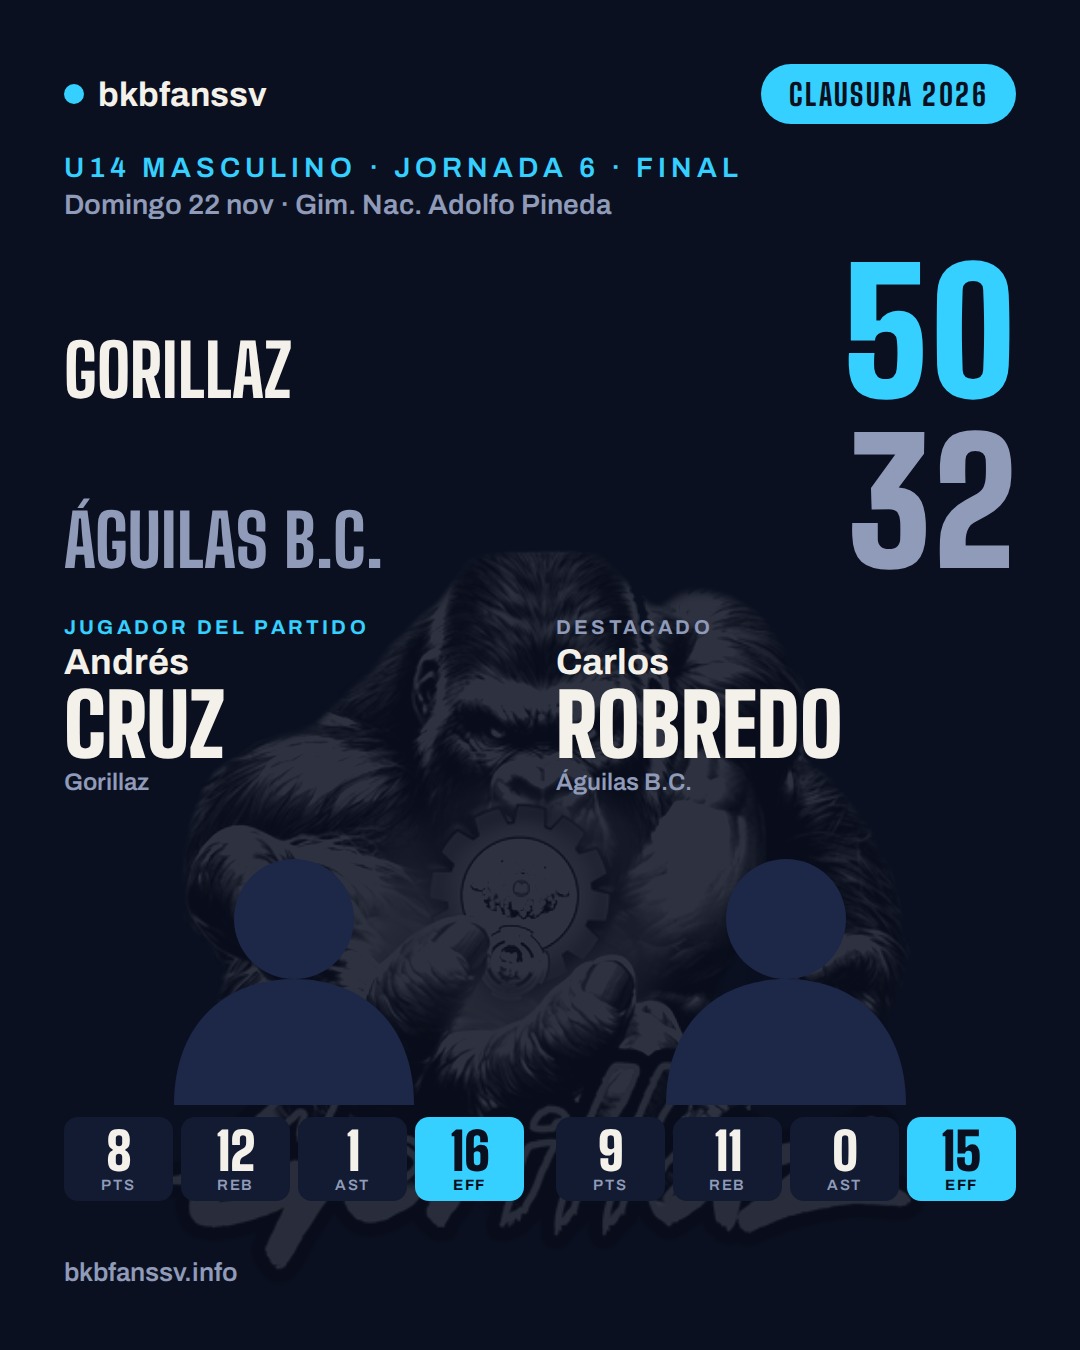 bkbfanssv
CLAUSURA 2026
U14 MASCULINO · JORNADA 6 · FINAL
Domingo 22 nov · Gim. Nac. Adolfo Pineda
50
GORILLAZ
32
ÁGUILAS B.C.
JUGADOR DEL PARTIDO
Andrés
CRUZ
Gorillaz
DESTACADO
Carlos
ROBREDO
Águilas B.C.
8 12 1 16
PTS REB AST EFF
9 11 0 15
PTS REB AST EFF
Gorillaz
bkbfanssv.info